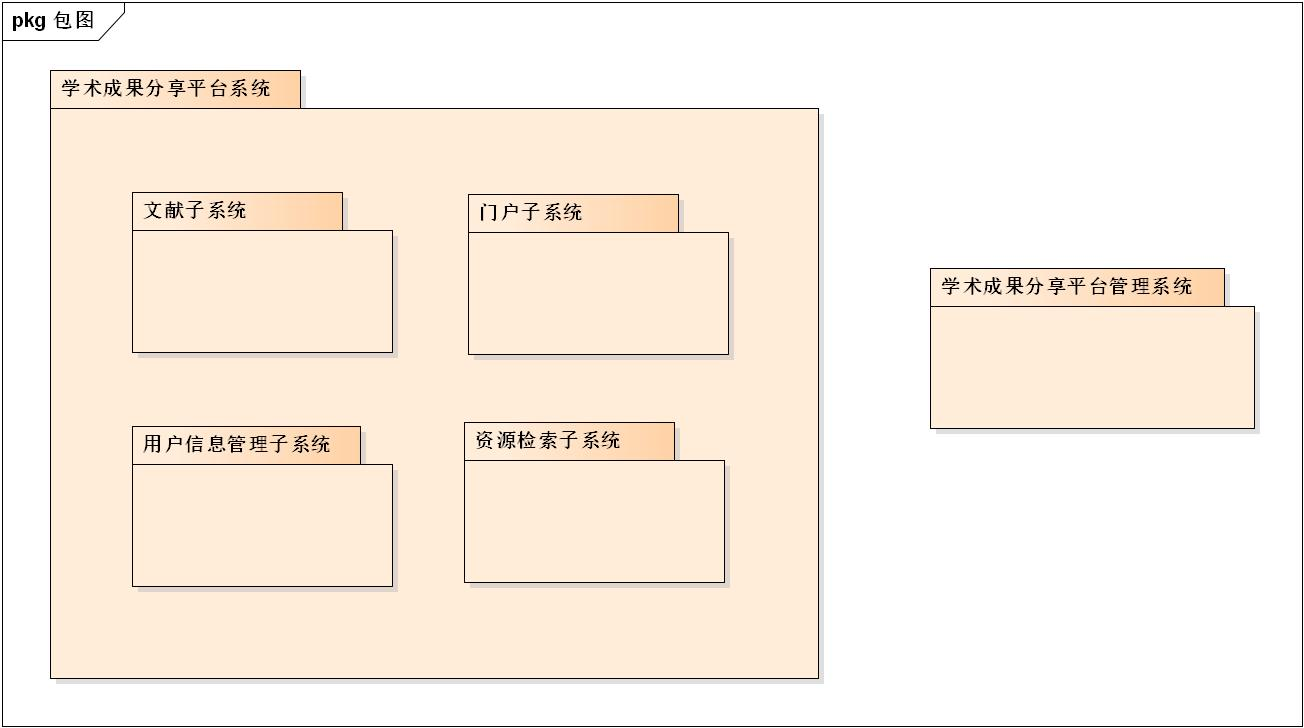 pkg 包图
学术成果分享平台系统
文献子系统
门户子系统
学术成果分享平台管理系统
用户信息管理子系统
资源检索子系统